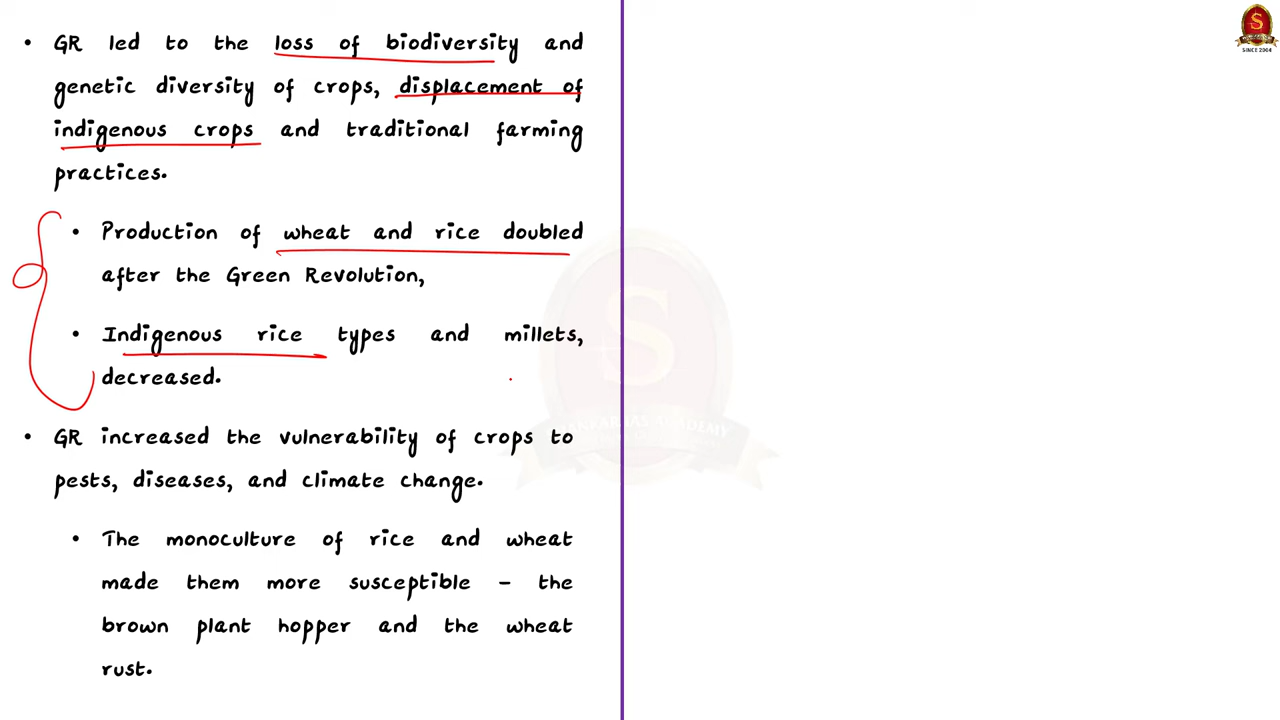 • GR led to the loss of biodiversity and
genetic diversity of crops, displacement of
indigenous crops and traditional farming
practices.
• Production of wheat and rice doubled
after the Green Revolution,
• Indigenous rice types and millets,
decreased.
• GR increased the vulnerability of crops to
pests, diseases, and climate change.
• The monoculture of rice and wheat
made them more susceptible – the
brown plant hopper and the wheat
rust.
S
SINCE 2004